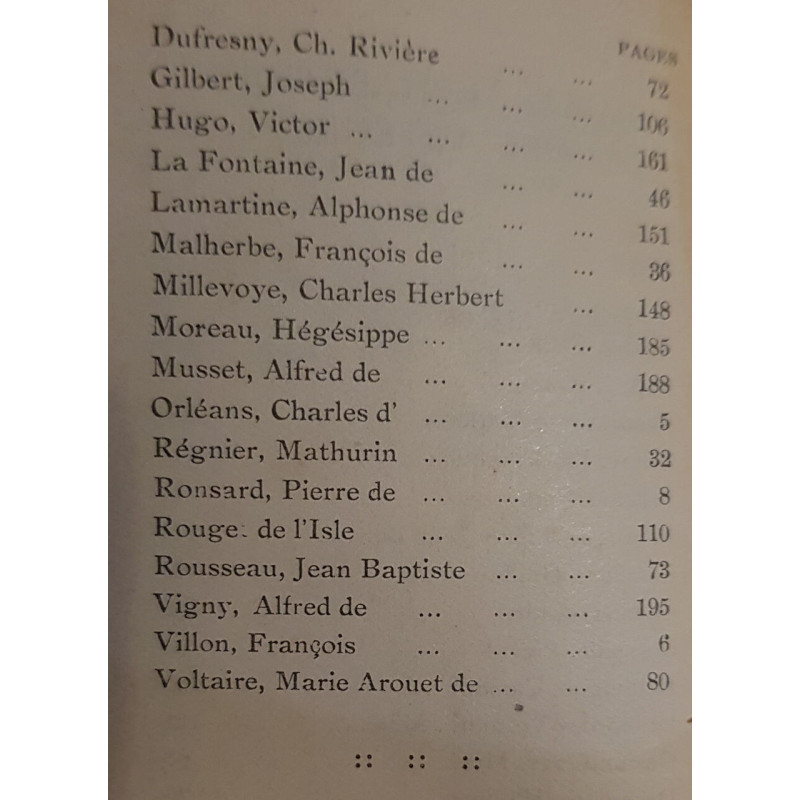 PAGES
Dufresny, Ch. Rivière ... ... 72
Gilbert, Joseph ... ... ... 106
Hugo, Victor ... ... ... ... 161
La Fontaine, Jean de ... ... 46
Lamartine, Alphonse de ... ... 151
Malherbe, François de ... ... 36
Millevoye, Charles Herbert ... 148
Moreau, Hégésippe ... ... ... 185
Musset, Alfred de ... ... ... 188
Orléans, Charles d' ... ... ... 5
Régnier, Mathurin ... ... ... 32
Ronsard, Pierre de ... ... ... 8
Rouget de l'Isle ... ... ... 110
Rousseau, Jean Baptiste ... ... 73
Vigny, Alfred de ... ... ... 195
Villon, François ... ... ... 6
Voltaire, Marie Arouet de ... ... 80